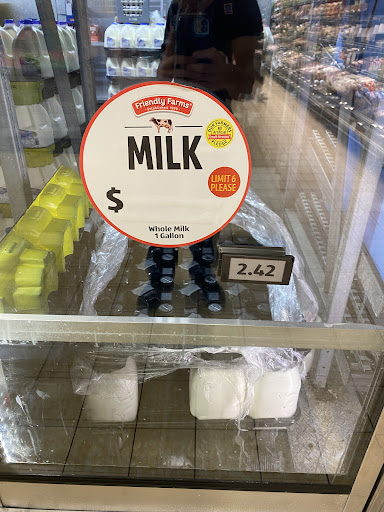 Friendly Farms
MILK
LIMIT 6
PLEASE
$
Whole Milk
1 Gallon
2.42